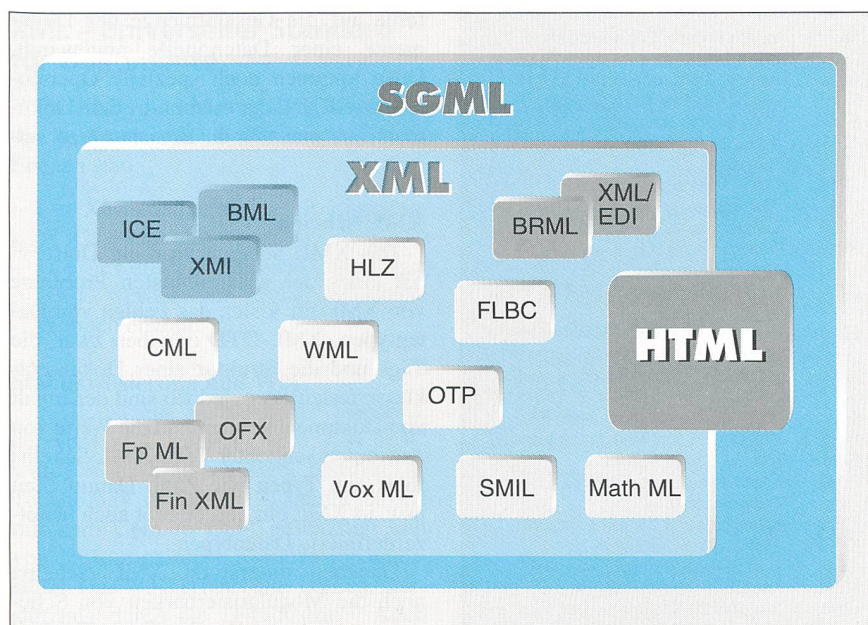 SGML
XML
ICE
BML
XMI
HLZ
BRML
XML/
EDI
FLBC
HTML
CML
WML
OTP
Fp ML
OFX
Fin XML
Vox ML
SMIL
Math ML